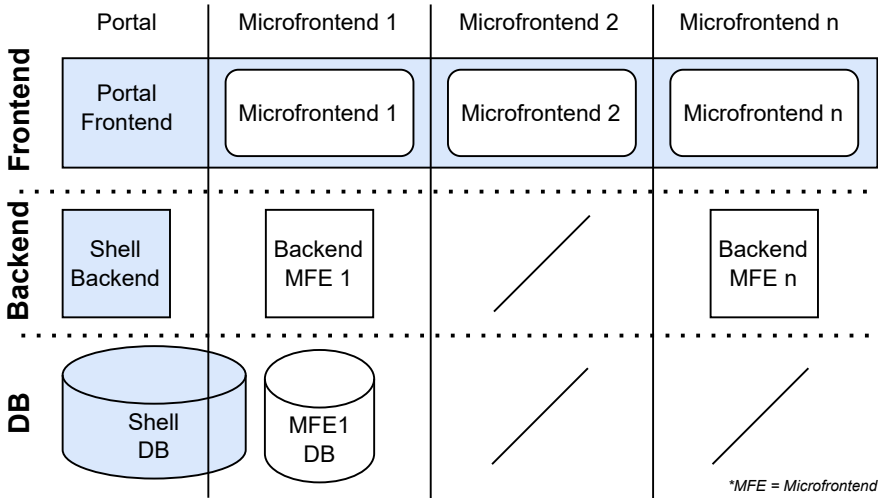 Portal
Microfrontend 1
Microfrontend 2
Microfrontend n
Frontend
Portal
Frontend
Microfrontend 1
Microfrontend 2
Microfrontend n
Backend
Shell
Backend
Backend
MFE 1
Backend
MFE n
DB
Shell
DB
MFE1
DB
*MFE = Microfrontend